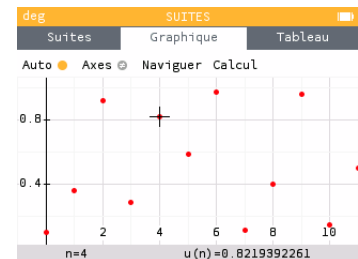 deg SUITES
Suites Graphique Tableau
Auto Axes Naviguer Calcul
0.8
0.4
2 4 6 8 10
n=4 u(n)=0.8219392261